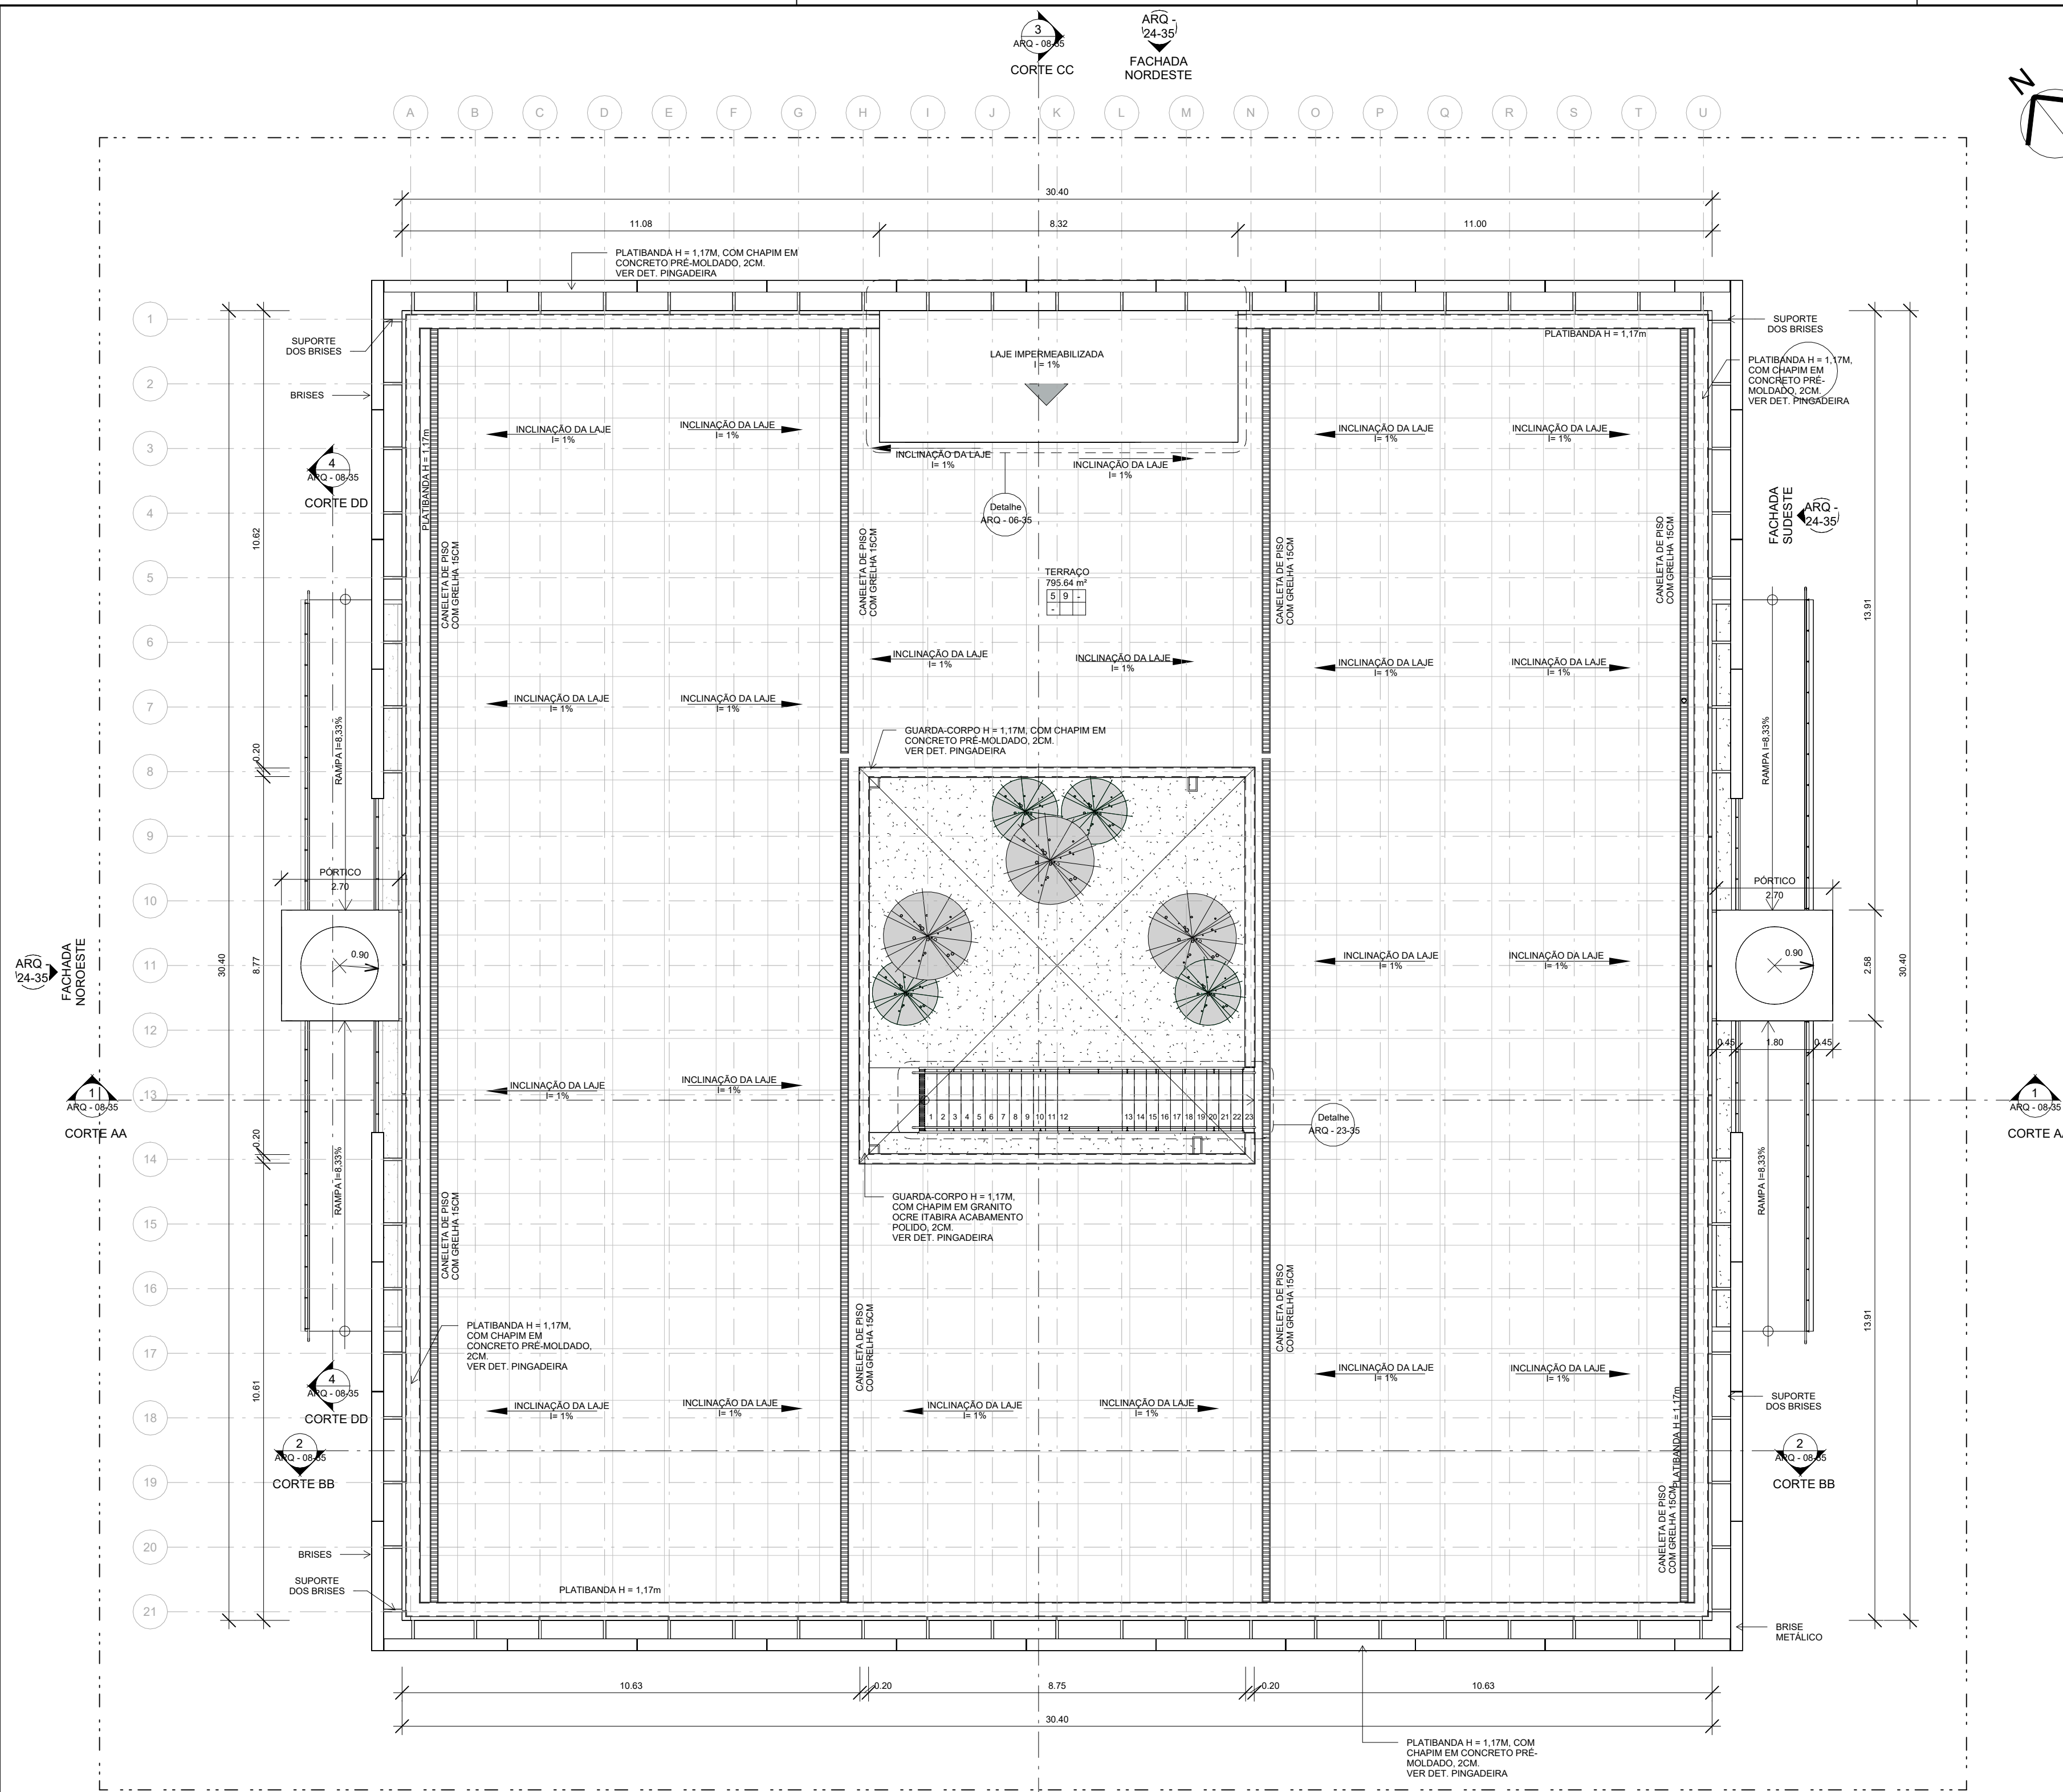 3
ARQ - 08-35
CORTE CC
ARQ -
24-35
FACHADA
NORDESTE
N
A
B
C
D
E
F
G
H
I
J
K
L
M
N
O
P
Q
R
S
T
U
30.40
11.08
8.32
11.00
PLATIBANDA H = 1,17M, COM CHAPIM EM
CONCRETO PRÉ-MOLDADO, 2CM.
VER DET. PINGADEIRA
1
2
3
4
5
6
7
8
9
10
11
12
13
14
15
16
17
18
19
20
21
SUPORTE
DOS BRISES
BRISES
LAJE IMPERMEABILIZADA
I = 1%
PLATIBANDA H = 1,17m
SUPORTE
DOS BRISES
PLATIBANDA H = 1,17M,
COM CHAPIM EM
CONCRETO PRÉ-
MOLDADO, 2CM.
VER DET. PINGADEIRA
INCLINAÇÃO DA LAJE
I= 1%
INCLINAÇÃO DA LAJE
I= 1%
INCLINAÇÃO DA LAJE
I= 1%
INCLINAÇÃO DA LAJE
I= 1%
INCLINAÇÃO DA LAJE
I= 1%
INCLINAÇÃO DA LAJE
I= 1%
PLATIBANDA H = 1,17m
4
ARQ - 08-35
CORTE DD
Detalhe
ARQ - 06-35
FACHADA
SUDESTE
ARQ -
24-35
10.62
CANELETA DE PISO
COM GRELHA 15CM
CANELETA DE PISO
COM GRELHA 15CM
CANELETA DE PISO
COM GRELHA 15CM
CANELETA DE PISO
COM GRELHA 15CM
TERRAÇO
795.64 m²
5 9 -
-
13.91
INCLINAÇÃO DA LAJE
I= 1%
INCLINAÇÃO DA LAJE
I= 1%
INCLINAÇÃO DA LAJE
I= 1%
INCLINAÇÃO DA LAJE
I= 1%
INCLINAÇÃO DA LAJE
I= 1%
INCLINAÇÃO DA LAJE
I= 1%
0.20
RAMPA I=8,33%
GUARDA-CORPO H = 1,17M, COM CHAPIM EM
CONCRETO PRÉ-MOLDADO, 2CM.
VER DET. PINGADEIRA
RAMPA I=8,33%
PÓRTICO
2.70
0.90
PÓRTICO
2.70
0.90
ARQ -
24-35
FACHADA
NOROESTE
30.40
8.77
INCLINAÇÃO DA LAJE
I= 1%
INCLINAÇÃO DA LAJE
I= 1%
2.58
30.40
0.45
1.80
0.45
1
ARQ - 08-35
CORTE AA
INCLINAÇÃO DA LAJE
I= 1%
INCLINAÇÃO DA LAJE
I= 1%
1 2 3 4 5 6 7 8 9 10 11 12 13 14 15 16 17 18 19 20 21 22 23
Detalhe
ARQ - 23-35
1
ARQ - 08-35
CORTE A
0.20
RAMPA I=8,33%
RAMPA I=8,33%
GUARDA-CORPO H = 1,17M,
COM CHAPIM EM GRANITO
OCRE ITABIRA ACABAMENTO
POLIDO, 2CM.
VER DET. PINGADEIRA
CANELETA DE PISO
COM GRELHA 15CM
CANELETA DE PISO
COM GRELHA 15CM
CANELETA DE PISO
COM GRELHA 15CM
PLATIBANDA H = 1,17M,
COM CHAPIM EM
CONCRETO PRÉ-MOLDADO,
2CM.
VER DET. PINGADEIRA
13.91
10.61
4
ARQ - 08-35
CORTE DD
INCLINAÇÃO DA LAJE
I= 1%
INCLINAÇÃO DA LAJE
I= 1%
INCLINAÇÃO DA LAJE
I= 1%
INCLINAÇÃO DA LAJE
I= 1%
INCLINAÇÃO DA LAJE
I= 1%
INCLINAÇÃO DA LAJE
I= 1%
SUPORTE
DOS BRISES
2
ARQ - 08-35
CORTE BB
PLATIBANDA H = 1,17m
CANELETA DE PISO
COM GRELHA 15CM
2
ARQ - 08-35
CORTE BB
BRISES
SUPORTE
DOS BRISES
PLATIBANDA H = 1,17m
BRISE
METÁLICO
10.63
0.20
8.75
0.20
10.63
30.40
PLATIBANDA H = 1,17M, COM
CHAPIM EM CONCRETO PRÉ-
MOLDADO, 2CM.
VER DET. PINGADEIRA